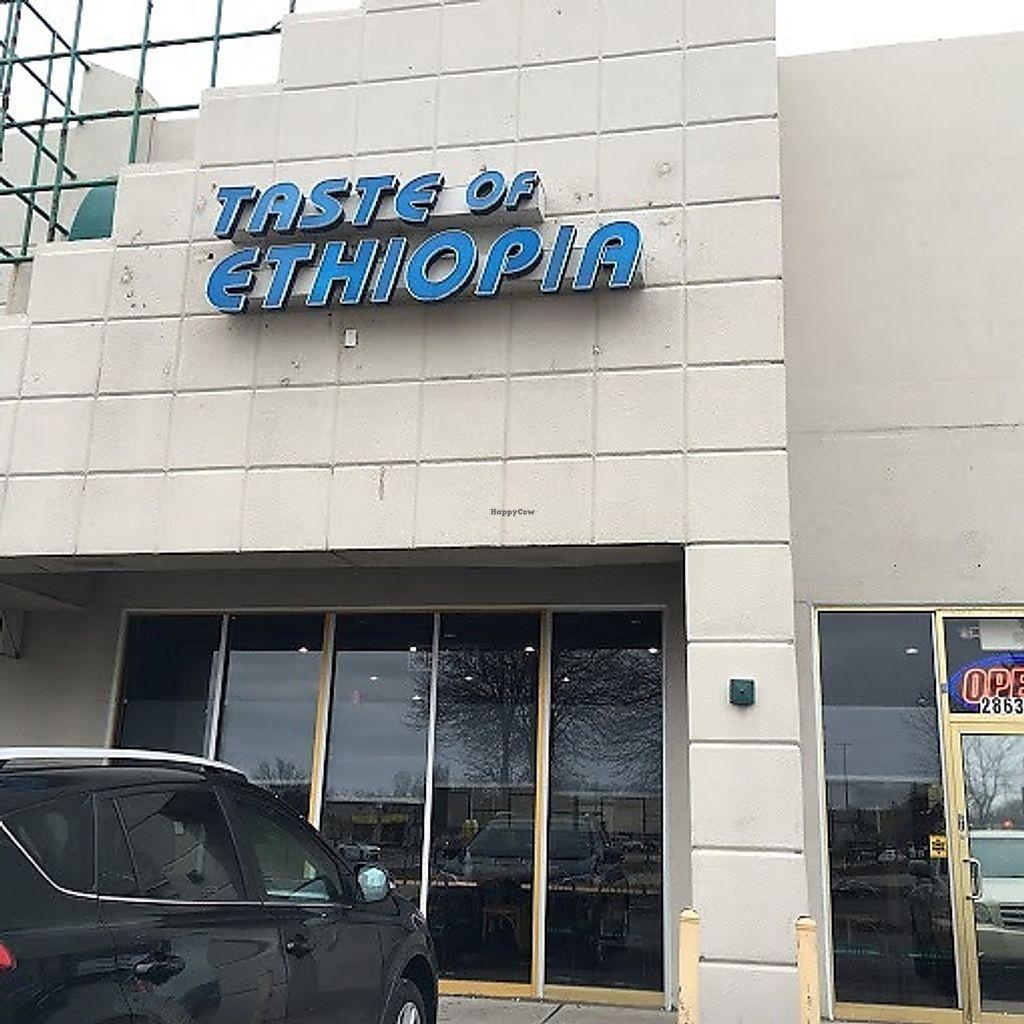 TASTE OF
ETHIOPIA
HappyCow
OPE
2863